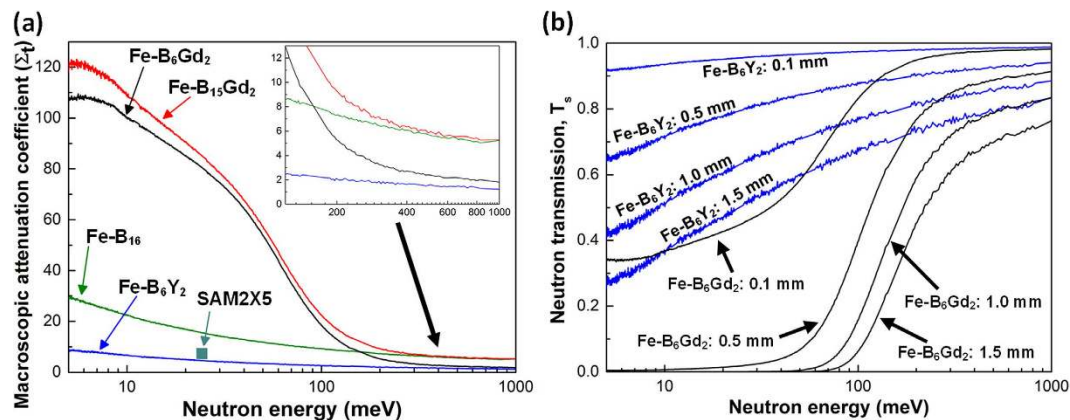 (a)
Macroscopic attenuation coefficient (Σt)
120
100
80
60
40
20
0
Fe-B6Gd2
Fe-B15Gd2
Fe-B16
Fe-B6Y2
SAM2X5
12
10
8
6
4
2
0
200
400
600
800 1000
10
100
1000
Neutron energy (meV)
(b)
Neutron transmission, Ts
1.0
0.8
0.6
0.4
0.2
0.0
Fe-B6Y2: 0.1 mm
Fe-B6Y2: 0.5 mm
Fe-B6Y2: 1.0 mm
Fe-B6Y2: 1.5 mm
Fe-B6Gd2: 0.1 mm
Fe-B6Gd2: 1.0 mm
Fe-B6Gd2: 0.5 mm
Fe-B6Gd2: 1.5 mm
10
100
1000
Neutron energy (meV)